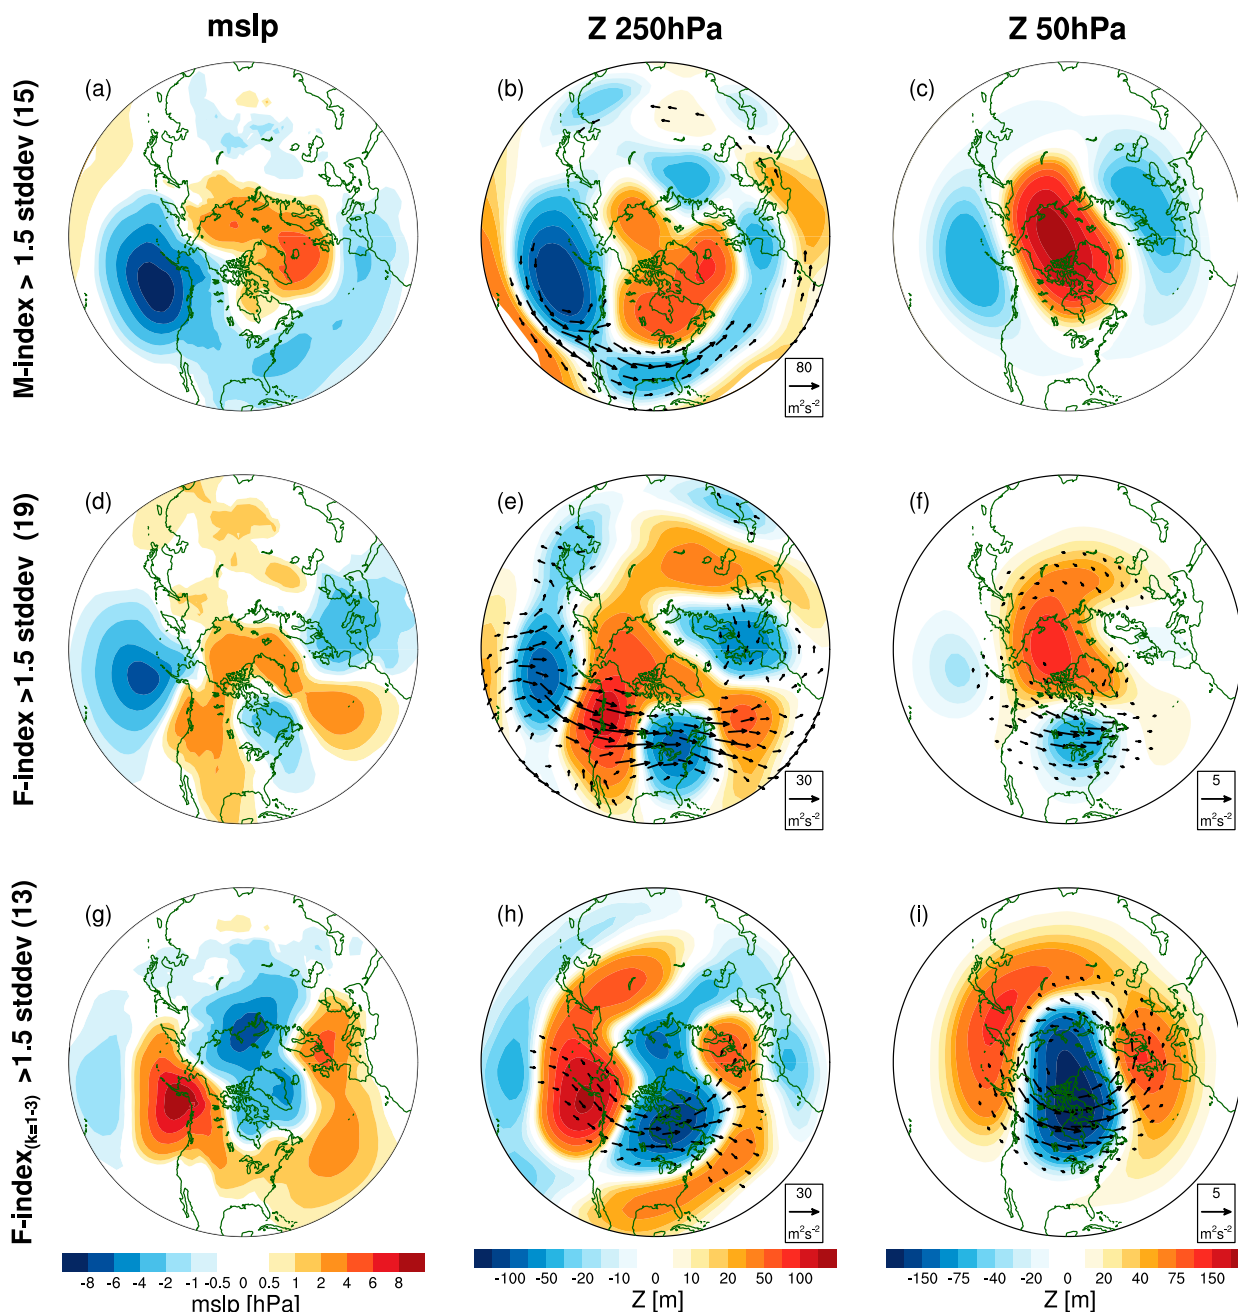 mslp
Z 250hPa
Z 50hPa
M-index > 1.5 stddev (15)
(a)
(b)
(c)
80
m²s⁻²
F-index >1.5 stddev (19)
(d)
(e)
(f)
30
m²s⁻²
5
m²s⁻²
F-index(k=1-3) >1.5 stddev (13)
(g)
(h)
(i)
30
m²s⁻²
5
m²s⁻²
-8 -6 -4 -2 -1 -0.5 0 0.5 1 2 4 6 8
mslp [hPa]
-100 -50 -20 -10 0 10 20 50 100
Z [m]
-150 -75 -40 -20 0 20 40 75 150
Z [m]